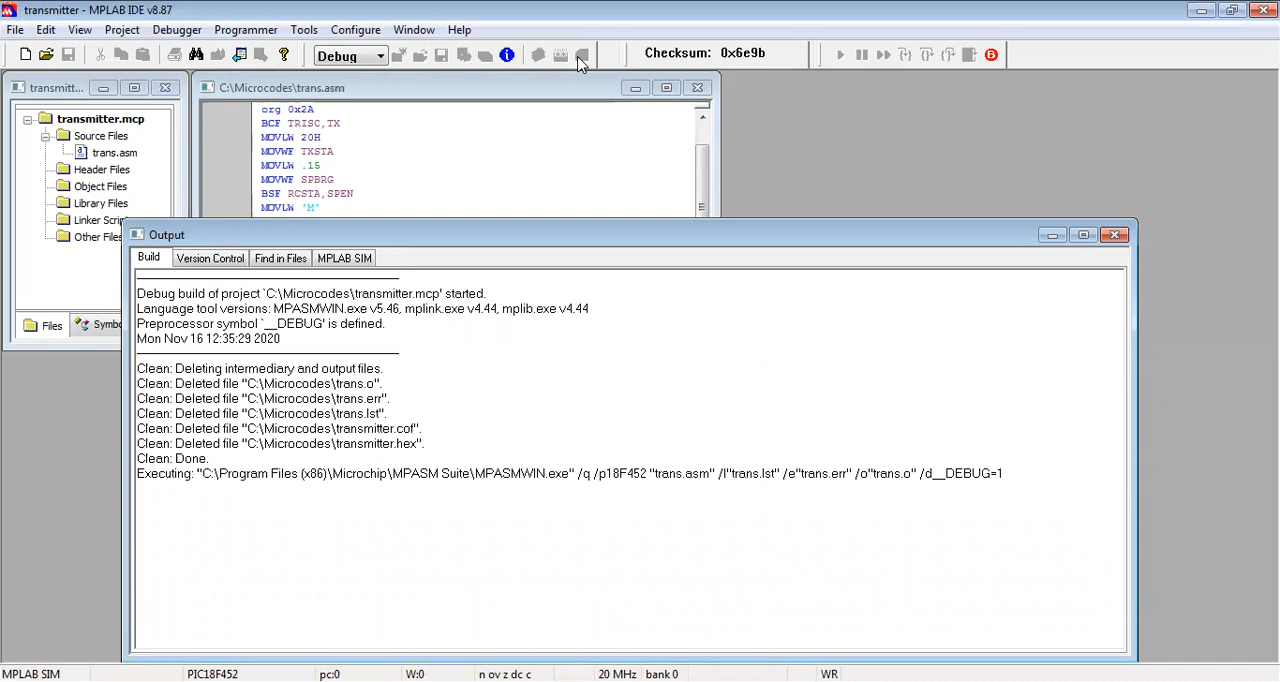 transmitter - MPLAB IDE v8.87
File Edit View Project Debugger Programmer Tools Configure Window Help
Debug
Checksum: 0x6e9b
transmitt...
transmitter.mcp
Source Files
trans.asm
Header Files
Object Files
Library Files
Linker Scrip
Other Files
Files
Symbo
C:\Microcodes\trans.asm
org 0x2A
BCF TRISC,TX
MOVLW 20H
MOVWF TXSTA
MOVLW .15
MOVWF SPBRG
BSF RCSTA,SPEN
MOVLW 'M'
Output
Build Version Control Find in Files MPLAB SIM
Debug build of project `C:\Microcodes\transmitter.mcp' started.
Language tool versions: MPASMWIN.exe v5.46, mplink.exe v4.44, mplib.exe v4.44
Preprocessor symbol `__DEBUG' is defined.
Mon Nov 16 12:35:29 2020
Clean: Deleting intermediary and output files.
Clean: Deleted file "C:\Microcodes\trans.o".
Clean: Deleted file "C:\Microcodes\trans.err".
Clean: Deleted file "C:\Microcodes\trans.lst".
Clean: Deleted file "C:\Microcodes\transmitter.cof".
Clean: Deleted file "C:\Microcodes\transmitter.hex".
Clean: Done.
Executing: "C:\Program Files (x86)\Microchip\MPASM Suite\MPASMWIN.exe" /q /p18F452 "trans.asm" /l"trans.lst" /e"trans.err" /o"trans.o" /d__DEBUG=1
MPLAB SIM PIC18F452 pc:0 W:0 n ov z dc c 20 MHz bank 0 WR